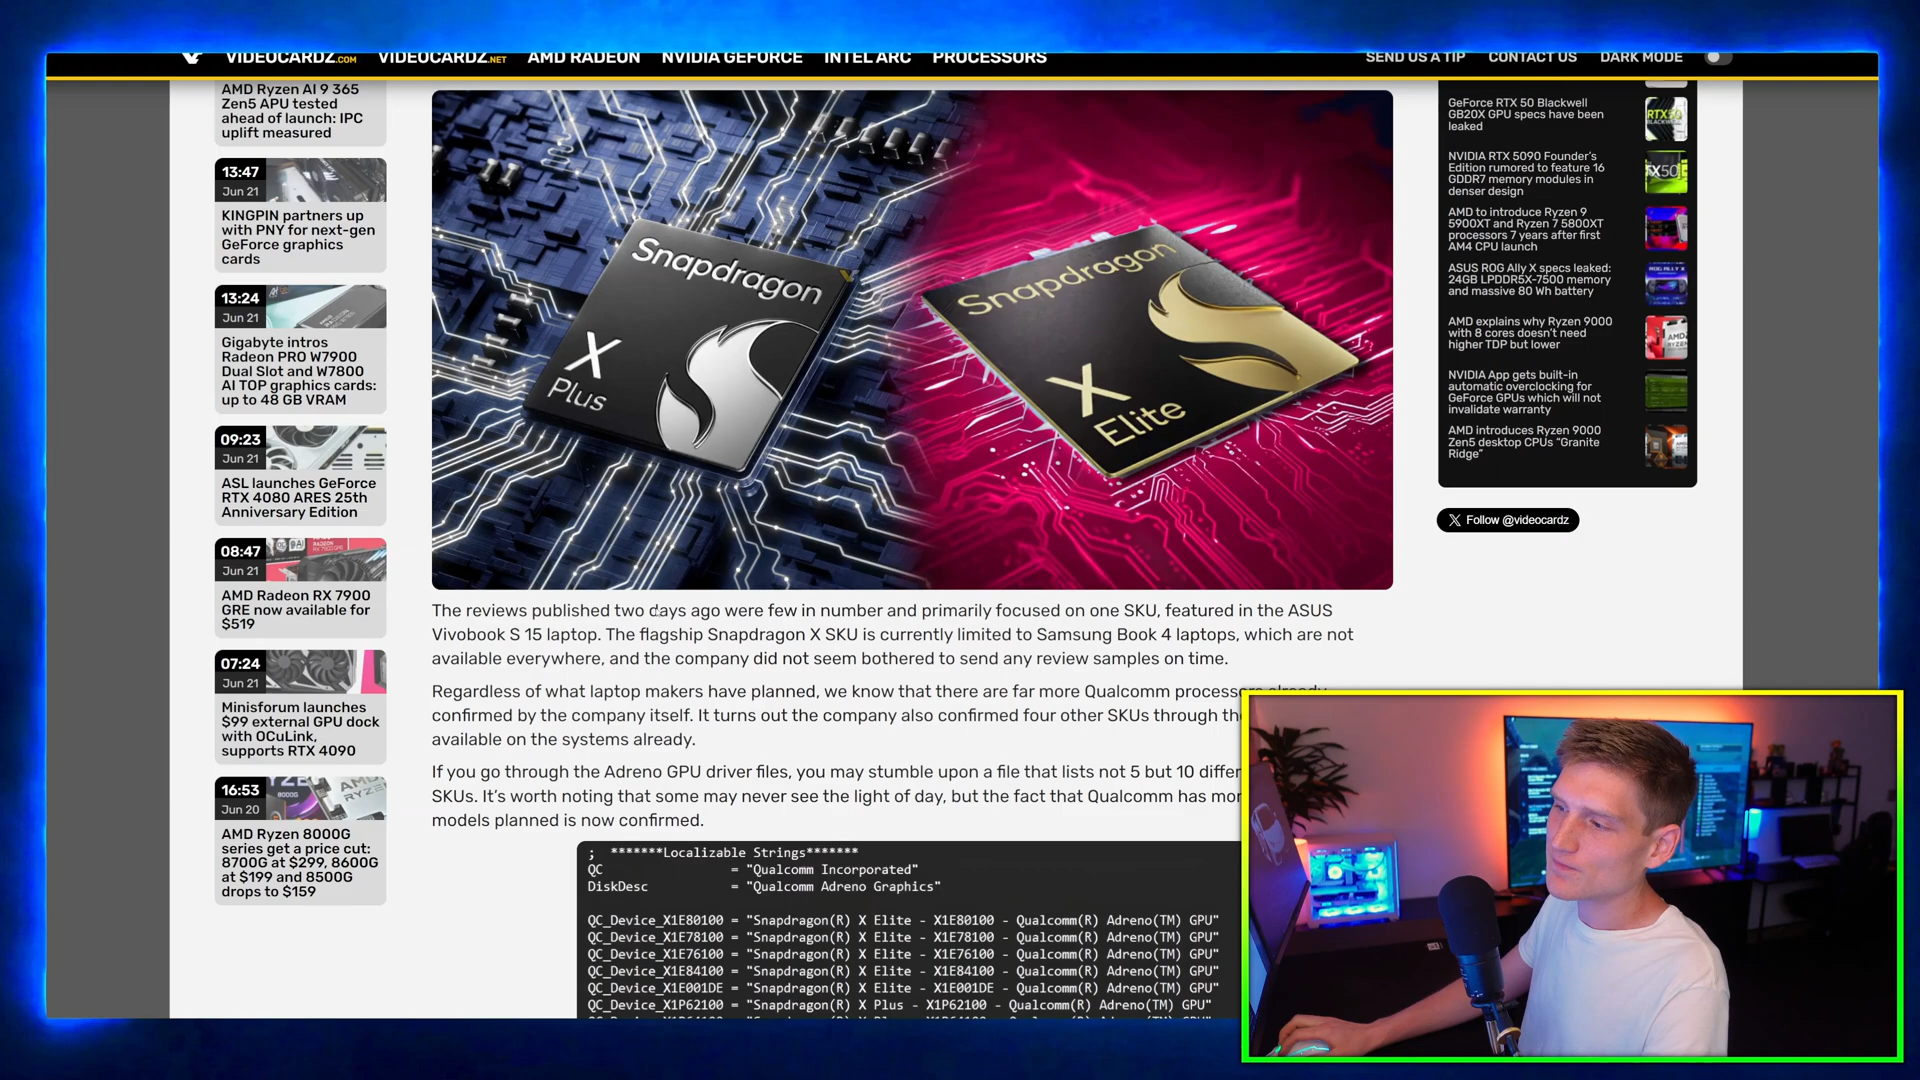 VIDEOCARDZ.COM
VIDEOCARDZ.NET
AMD RADEON
NVIDIA GEFORCE
INTEL ARC
PROCESSORS
SEND US A TIP
CONTACT US
DARK MODE
AMD Ryzen AI 9 365
Zen5 APU tested
ahead of launch: IPC
uplift measured
13:47
Jun 21
KINGPIN partners up
with PNY for next-gen
GeForce graphics
cards
13:24
Jun 21
Gigabyte intros
Radeon PRO W7900
Dual Slot and W7800
AI TOP graphics cards:
up to 48 GB VRAM
09:23
Jun 21
ASL launches GeForce
RTX 4080 ARES 25th
Anniversary Edition
08:47
Jun 21
AMD Radeon RX 7900
GRE now available for
$519
07:24
Jun 21
Minisforum launches
$99 external GPU dock
with OCuLink,
supports RTX 4090
16:53
Jun 20
AMD Ryzen 8000G
series get a price cut:
8700G at $299, 8600G
at $199 and 8500G
drops to $159
Snapdragon
X
Plus
Snapdragon
X
Elite
The reviews published two days ago were few in number and primarily focused on one SKU, featured in the ASUS
Vivobook S 15 laptop. The flagship Snapdragon X SKU is currently limited to Samsung Book 4 laptops, which are not
available everywhere, and the company did not seem bothered to send any review samples on time.
Regardless of what laptop makers have planned, we know that there are far more Qualcomm processors already
confirmed by the company itself. It turns out the company also confirmed four other SKUs through
available on the systems already.
If you go through the Adreno GPU driver files, you may stumble upon a file that lists not 5 but 10
SKUs. It's worth noting that some may never see the light of day, but the fact that Qualcomm has
models planned is now confirmed.
; *******Localizable Strings*******
QC = "Qualcomm Incorporated"
DiskDesc = "Qualcomm Adreno Graphics"
QC_Device_X1E80100 = "Snapdragon(R) X Elite - X1E80100 - Qualcomm(R) Adreno(TM) GPU"
QC_Device_X1E78100 = "Snapdragon(R) X Elite - X1E78100 - Qualcomm(R) Adreno(TM) GPU"
QC_Device_X1E76100 = "Snapdragon(R) X Elite - X1E76100 - Qualcomm(R) Adreno(TM) GPU"
QC_Device_X1E84100 = "Snapdragon(R) X Elite - X1E84100 - Qualcomm(R) Adreno(TM) GPU"
QC_Device_X1E001DE = "Snapdragon(R) X Elite - X1E001DE - Qualcomm(R) Adreno(TM) GPU"
QC_Device_X1P62100 = "Snapdragon(R) X Plus - X1P62100 - Qualcomm(R) Adreno(TM) GPU"
GeForce RTX 50 Blackwell
GB20X GPU specs have been
leaked
NVIDIA RTX 5090 Founder's
Edition rumored to feature 16
GDDR7 memory modules in
denser design
AMD to introduce Ryzen 9
5900XT and Ryzen 7 5800XT
processors 7 years after first
AM4 CPU launch
ASUS ROG Ally X specs leaked:
24GB LPDDR5X-7500 memory
and massive 80 Wh battery
AMD explains why Ryzen 9000
with 8 cores doesn't need
higher TDP but lower
NVIDIA App gets built-in
automatic overclocking for
GeForce GPUs which will not
invalidate warranty
AMD introduces Ryzen 9000
Zen5 desktop CPUs "Granite
Ridge"
X Follow @videocardz